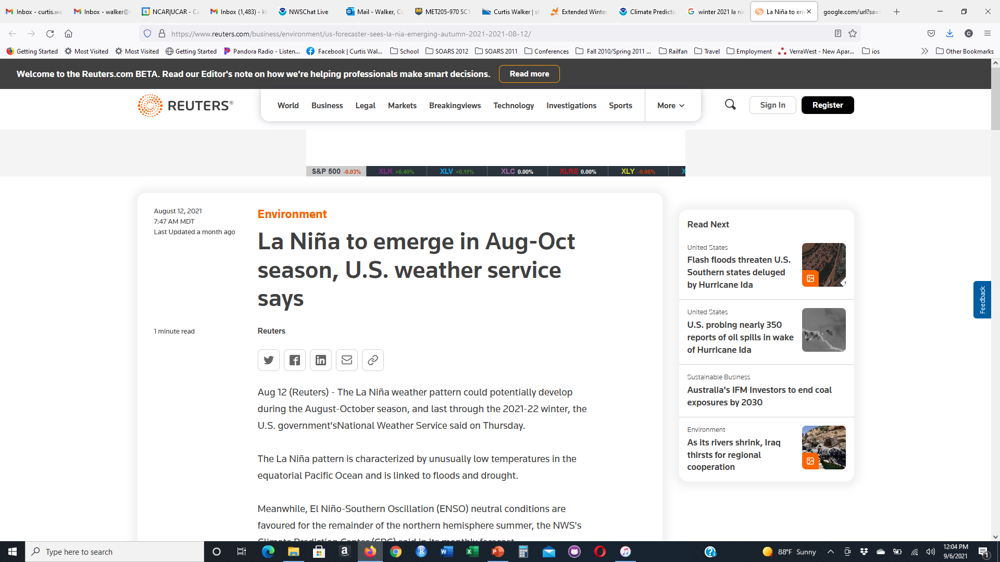 Inbox - curtis.wa
Inbox - walker@
NCAR|UCAR - Ca
Inbox (1,483) - kk
NWSChat Live
Mail - Walker, Cu
MET205-970 SC1
Curtis Walker | st
Extended Winter
Climate Predictic
winter 2021 la nir
La Niña to em
google.com/url?sa=
https://www.reuters.com/business/environment/us-forecaster-sees-la-nia-emerging-autumn-2021-2021-08-12/
Getting Started
Most Visited
Most Visited
Getting Started
Pandora Radio - Listen...
Facebook | Curtis Wal...
School
SOARS 2012
SOARS 2011
Conferences
Fall 2010/Spring 2011 ...
Railfan
Travel
Employment
VerraWest - New Apar...
ios
Other Bookmarks
Welcome to the Reuters.com BETA. Read our Editor's note on how we're helping professionals make smart decisions.
Read more
REUTERS®
World
Business
Legal
Markets
Breakingviews
Technology
Investigations
Sports
More
Sign In
Register
S&P 500 -0.03%
XLK +0.40%
XLV +0.11%
XLC 0.00%
XLRE 0.00%
XLY -0.06%
X
August 12, 2021
7:47 AM MDT
Last Updated a month ago
Environment
La Niña to emerge in Aug-Oct
season, U.S. weather service
says
1 minute read
Reuters
Aug 12 (Reuters) - The La Niña weather pattern could potentially develop
during the August-October season, and last through the 2021-22 winter, the
U.S. government'sNational Weather Service said on Thursday.
The La Niña pattern is characterized by unusually low temperatures in the
equatorial Pacific Ocean and is linked to floods and drought.
Meanwhile, El Niño-Southern Oscillation (ENSO) neutral conditions are
favoured for the remainder of the northern hemisphere summer, the NWS's
Climate Prediction Center (CPC) said in its monthly forecast.
Read Next
United States
Flash floods threaten U.S.
Southern states deluged
by Hurricane Ida
United States
U.S. probing nearly 350
reports of oil spills in wake
of Hurricane Ida
Sustainable Business
Australia's IFM Investors to end coal
exposures by 2030
Environment
As its rivers shrink, Iraq
thirsts for regional
cooperation
Feedback
Type here to search
88°F Sunny
12:04 PM
9/6/2021
1